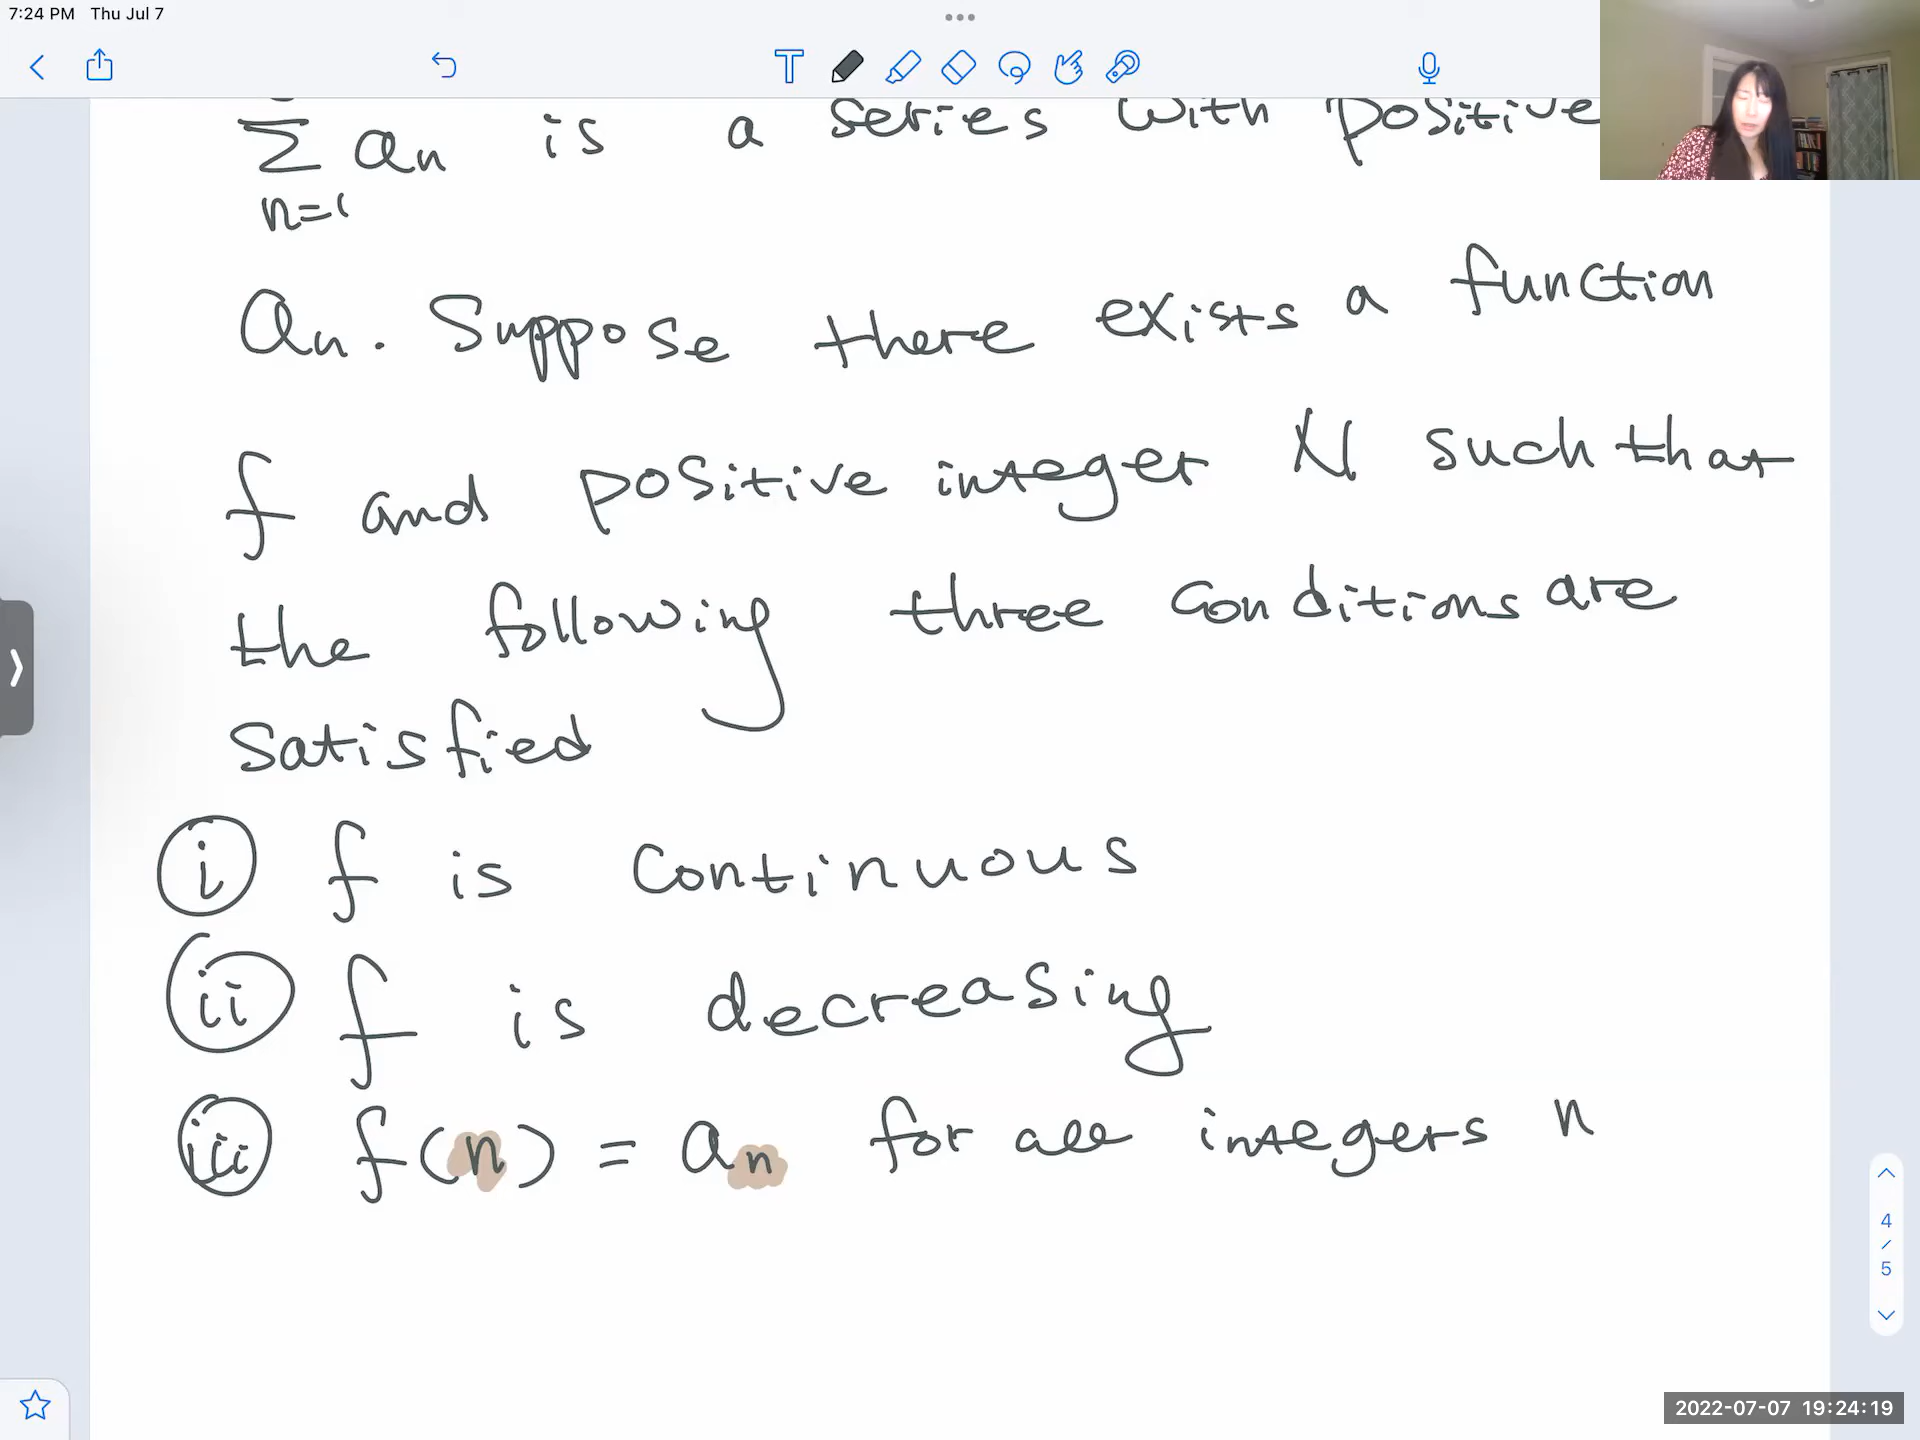 7:24 PM Thu Jul 7
∑ an is a series with positive
n=1
an. Suppose there exists a function
f and positive integer N such that
the following three conditions are
satisfied
i f is continuous
ii f is decreasing
iii f(n) = an for all integers n
4
/
5
2022-07-07 19:24:19